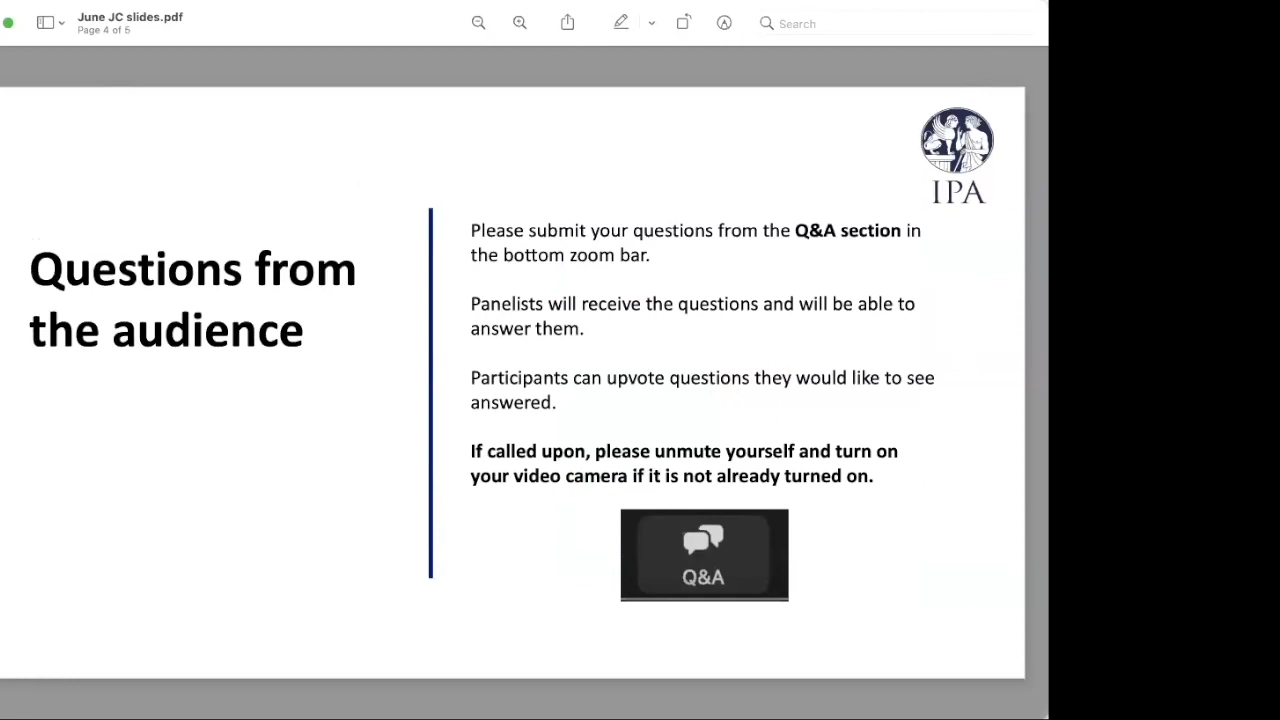 June JC slides.pdf
Page 4 of 5
Search
IPA
Questions from
the audience
Please submit your questions from the Q&A section in
the bottom zoom bar.
Panelists will receive the questions and will be able to
answer them.
Participants can upvote questions they would like to see
answered.
If called upon, please unmute yourself and turn on
your video camera if it is not already turned on.
Q&A